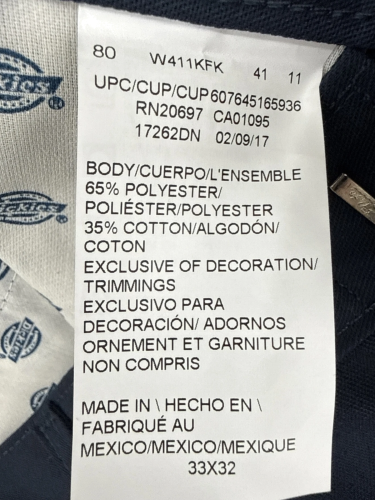 80 W411KFK 41 11
UPC/CUP/CUP607645165936
RN20697 CA01095
17262DN 02/09/17
BODY/CUERPO/L'ENSEMBLE
65% POLYESTER/
POLIÉSTER/POLYESTER
35% COTTON/ALGODÓN/
COTON
EXCLUSIVE OF DECORATION/
TRIMMINGS
EXCLUSIVO PARA
DECORACIÓN/ ADORNOS
ORNEMENT ET GARNITURE
NON COMPRIS
MADE IN \ HECHO EN \
FABRIQUÉ AU
MEXICO/MEXICO/MEXIQUE
33X32